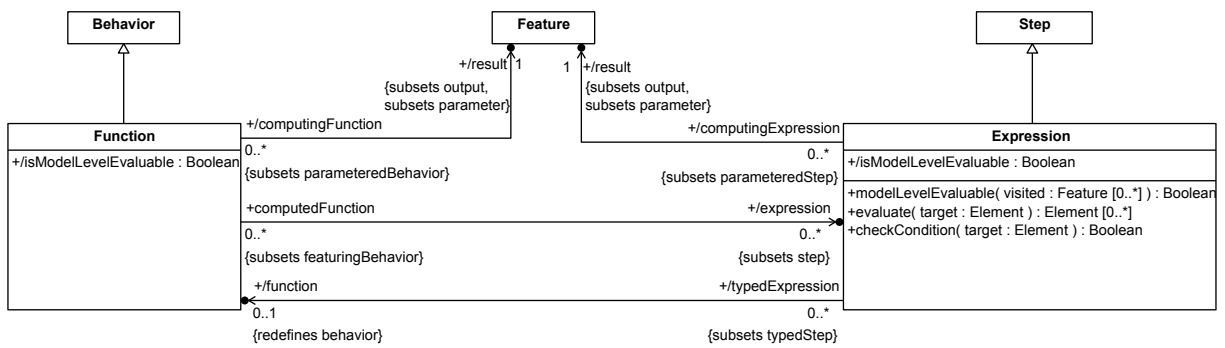 Behavior
Feature
Step
+/result 1
1 +/result
{subsets output,
subsets parameter}
{subsets output,
subsets parameter}
Function
+/isModelLevelEvaluable : Boolean
+/computingFunction
0..*
{subsets parameteredBehavior}
+/computingExpression
0..*
{subsets parameteredStep}
Expression
+/isModelLevelEvaluable : Boolean
+modelLevelEvaluable( visited : Feature [0..*] ) : Boolean
+evaluate( target : Element ) : Element [0..*]
+checkCondition( target : Element ) : Boolean
+computedFunction
0..*
{subsets featuringBehavior}
+/expression
0..*
{subsets step}
+/function
0..1
{redefines behavior}
+/typedExpression
0..*
{subsets typedStep}